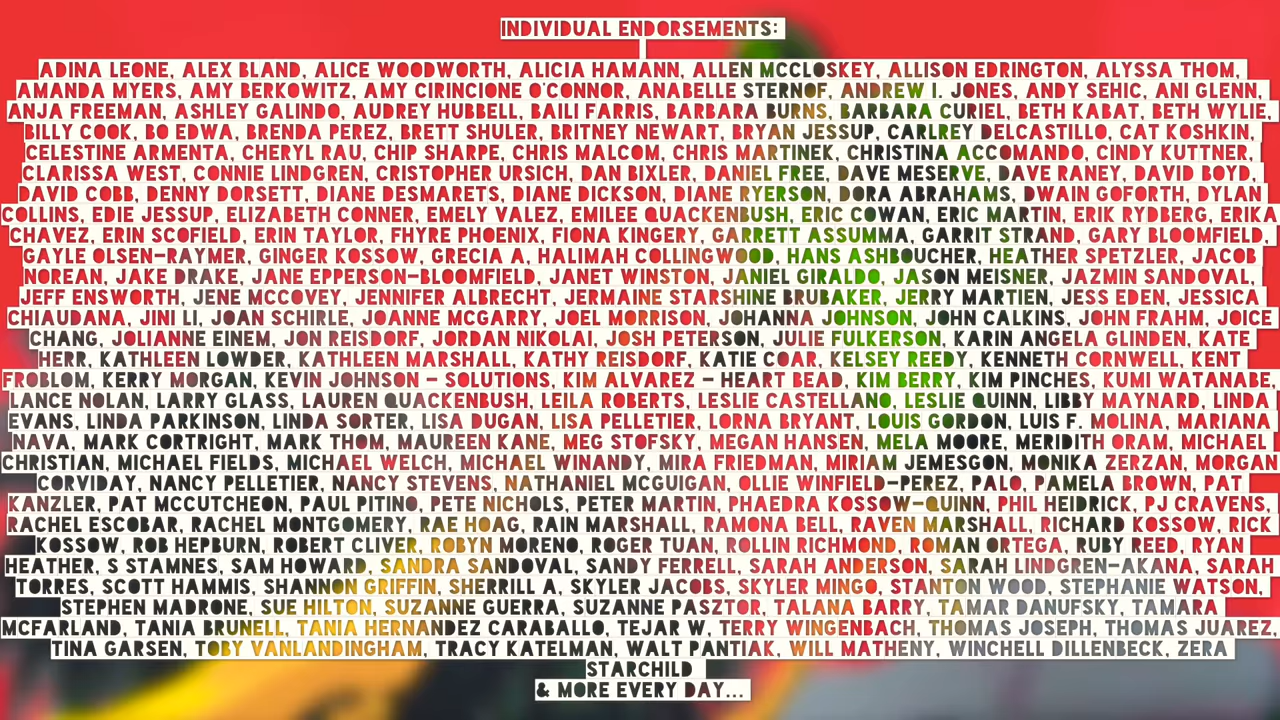 INDIVIDUAL ENDORSEMENTS:
ADINA LEONE, ALEX BLAND, ALICE WOODWORTH, ALICIA HAMANN, ALLEN MCCLOSKEY, ALLISON EDRINGTON, ALYSSA THOM,
AMANDA MYERS, AMY BERKOWITZ, AMY CIRINCIONE O'CONNOR, ANABELLE STERNOF, ANDREW I. JONES, ANDY SEHIC, ANI GLENN,
ANJA FREEMAN, ASHLEY GALINDO, AUDREY HUBBELL, BAILI FARRIS, BARBARA BURNS, BARBARA CURIEL, BETH KABAT, BETH WYLIE,
BILLY COOK, BO EDWA, BRENDA PEREZ, BRETT SHULER, BRITNEY NEWART, BRYAN JESSUP, CARLREY DELCASTILLO, CAT KOSHKIN,
CELESTINE ARMENTA, CHERYL RAU, CHIP SHARPE, CHRIS MALCOM, CHRIS MARTINEK, CHRISTINA ACCOMANDO, CINDY KUTTNER,
CLARISSA WEST, CONNIE LINDGREN, CRISTOPHER URSICH, DAN BIXLER, DANIEL FREE, DAVE MESERVE, DAVE RANEY, DAVID BOYD,
DAVID COBB, DENNY DORSETT, DIANE DESMARETS, DIANE DICKSON, DIANE RYERSON, DORA ABRAHAMS, DWAIN GOFORTH, DYLAN
COLLINS, EDIE JESSUP, ELIZABETH CONNER, EMELY VALEZ, EMILEE QUACKENBUSH, ERIC COWAN, ERIC MARTIN, ERIK RYDBERG, ERIKA
CHAVEZ, ERIN SCOFIELD, ERIN TAYLOR, FHYRE PHOENIX, FIONA KINGERY, GARRETT ASSUMMA, GARRIT STRAND, GARY BLOOMFIELD,
GAYLE OLSEN-RAYMER, GINGER KOSSOW, GRECIA A, HALIMAH COLLINGWOOD, HANS ASHBOUCHER, HEATHER SPETZLER, JACOB
NOREAN, JAKE DRAKE, JANE EPPERSON-BLOOMFIELD, JANET WINSTON, JANIEL GIRALDO, JASON MEISNER, JAZMIN SANDOVAL,
JEFF ENSWORTH, JENE MCCOVEY, JENNIFER ALBRECHT, JERMAINE STARSHINE BRUBAKER, JERRY MARTIEN, JESS EDEN, JESSICA
CHIAUDANA, JINI LI, JOAN SCHIRLE, JOANNE MCGARRY, JOEL MORRISON, JOHANNA JOHNSON, JOHN CALKINS, JOHN FRAHM, JOICE
CHANG, JOLIANNE EINEM, JON REISDORF, JORDAN NIKOLAI, JOSH PETERSON, JULIE FULKERSON, KARIN ANGELA GLINDEN, KATE
HERR, KATHLEEN LOWDER, KATHLEEN MARSHALL, KATHY REISDORF, KATIE COAR, KELSEY REEDY, KENNETH CORNWELL, KENT
FROBLOM, KERRY MORGAN, KEVIN JOHNSON - SOLUTIONS, KIM ALVAREZ - HEART BEAD, KIM BERRY, KIM PINCHES, KUMI WATANABE,
LANCE NOLAN, LARRY GLASS, LAUREN QUACKENBUSH, LEILA ROBERTS, LESLIE CASTELLANO, LESLIE QUINN, LIBBY MAYNARD, LINDA
EVANS, LINDA PARKINSON, LINDA SORTER, LISA DUGAN, LISA PELLETIER, LORNA BRYANT, LOUIS GORDON, LUIS F. MOLINA, MARIANA
NAVA, MARK CORTRIGHT, MARK THOM, MAUREEN KANE, MEG STOFSKY, MEGAN HANSEN, MELA MOORE, MERIDITH ORAM, MICHAEL
CHRISTIAN, MICHAEL FIELDS, MICHAEL WELCH, MICHAEL WINANDY, MIRA FRIEDMAN, MIRIAM JEMESGON, MONIKA ZERZAN, MORGAN
CORVIDAY, NANCY PELLETIER, NANCY STEVENS, NATHANIEL MCGUIGAN, OLLIE WINFIELD-PEREZ, PALO, PAMELA BROWN, PAT
KANZLER, PAT MCCUTCHEON, PAUL PITINO, PETE NICHOLS, PETER MARTIN, PHAEDRA KOSSOW-QUINN, PHIL HEIDRICK, PJ CRAVENS,
RACHEL ESCOBAR, RACHEL MONTGOMERY, RAE HOAG, RAIN MARSHALL, RAMONA BELL, RAVEN MARSHALL, RICHARD KOSSOW, RICK
KOSSOW, ROB HEPBURN, ROBERT CLIVER, ROBYN MORENO, ROGER TUAN, ROLLIN RICHMOND, ROMAN ORTEGA, RUBY REED, RYAN
HEATHER, S STAMNES, SAM HOWARD, SANDRA SANDOVAL, SANDY FERRELL, SARAH ANDERSON, SARAH LINDGREN-AKANA, SARAH
TORRES, SCOTT HAMMIS, SHANNON GRIFFIN, SHERRILL A, SKYLER JACOBS, SKYLER MINGO, STANTON WOOD, STEPHANIE WATSON,
STEPHEN MADRONE, SUE HILTON, SUZANNE GUERRA, SUZANNE PASZTOR, TALANA BARRY, TAMAR DANUFSKY, TAMARA
MCFARLAND, TANIA BRUNELL, TANIA HERNANDEZ CARABALLO, TEJAR W, TERRY WINGENBACH, THOMAS JOSEPH, THOMAS JUAREZ,
TINA GARSEN, TOBY VANLANDINGHAM, TRACY KATELMAN, WALT PANTIAK, WILL MATHENY, WINCHELL DILLENBECK, ZERA
STARCHILD
& MORE EVERY DAY...